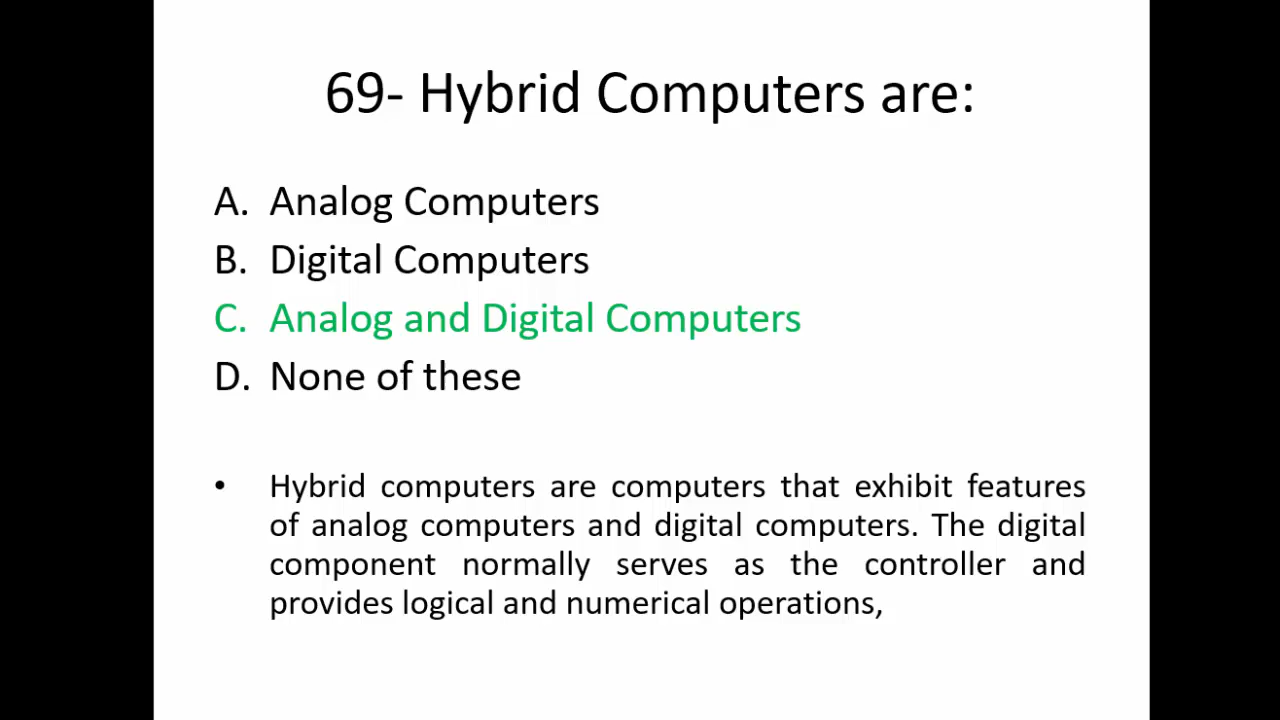 69- Hybrid Computers are:
A. Analog Computers
B. Digital Computers
C. Analog and Digital Computers
D. None of these
• Hybrid computers are computers that exhibit features
of analog computers and digital computers. The digital
component normally serves as the controller and
provides logical and numerical operations,